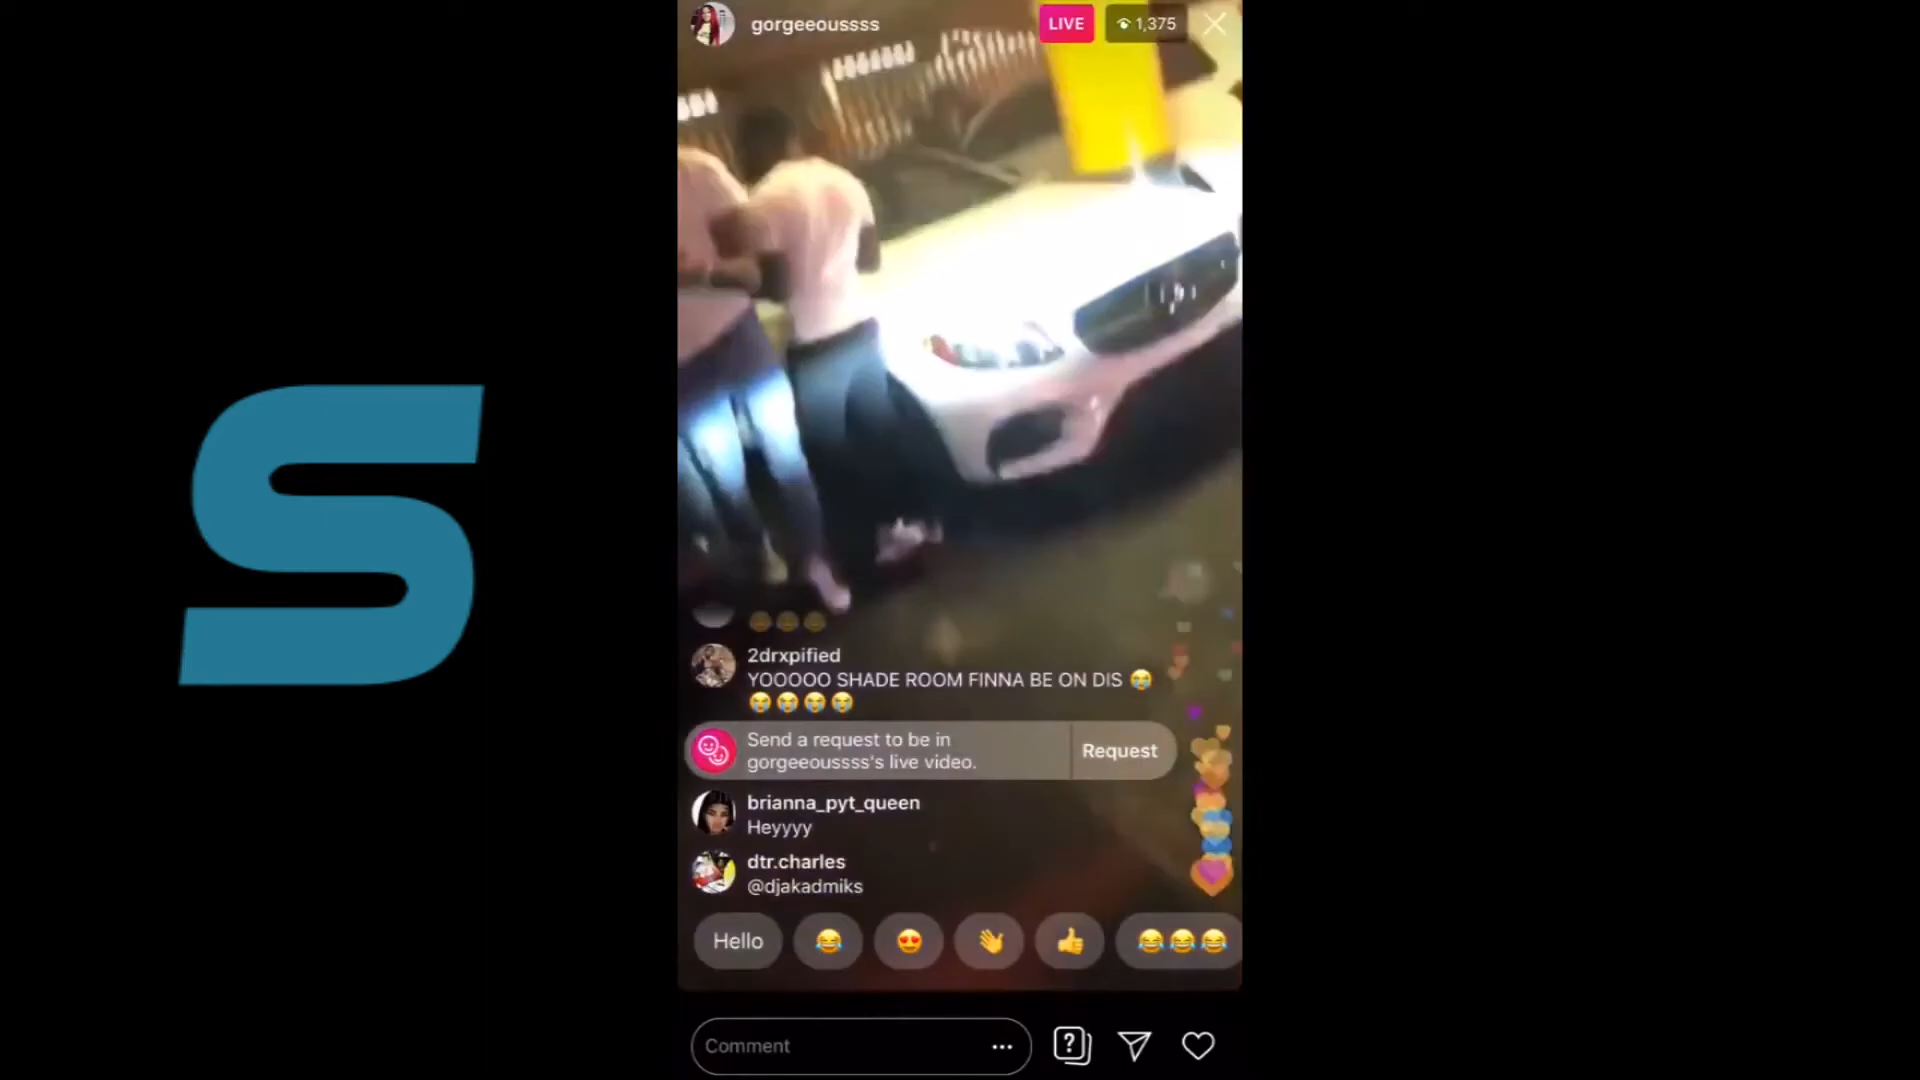 gorgeeoussss
LIVE
1,375
S
2drxpified
YOOOOO SHADE ROOM FINNA BE ON DIS 😭
😭😭😭😭
Send a request to be in
gorgeeoussss's live video.
Request
brianna_pyt_queen
Heyyyy
dtr.charles
@djakadmiks
Hello 😂 😍 👋 👍 😂😂😂
Comment